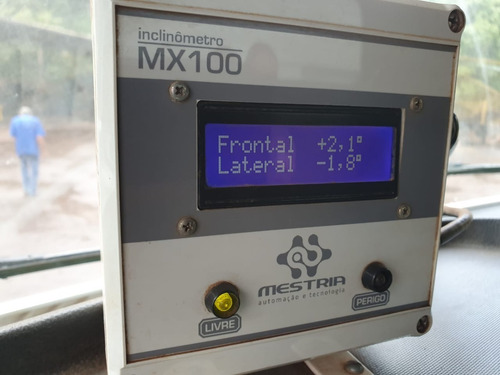 inclinômetro
MX100
Frontal +2,1°
Lateral -1,8°
MESTRIA
automação e tecnologia
LIVRE
PERIGO